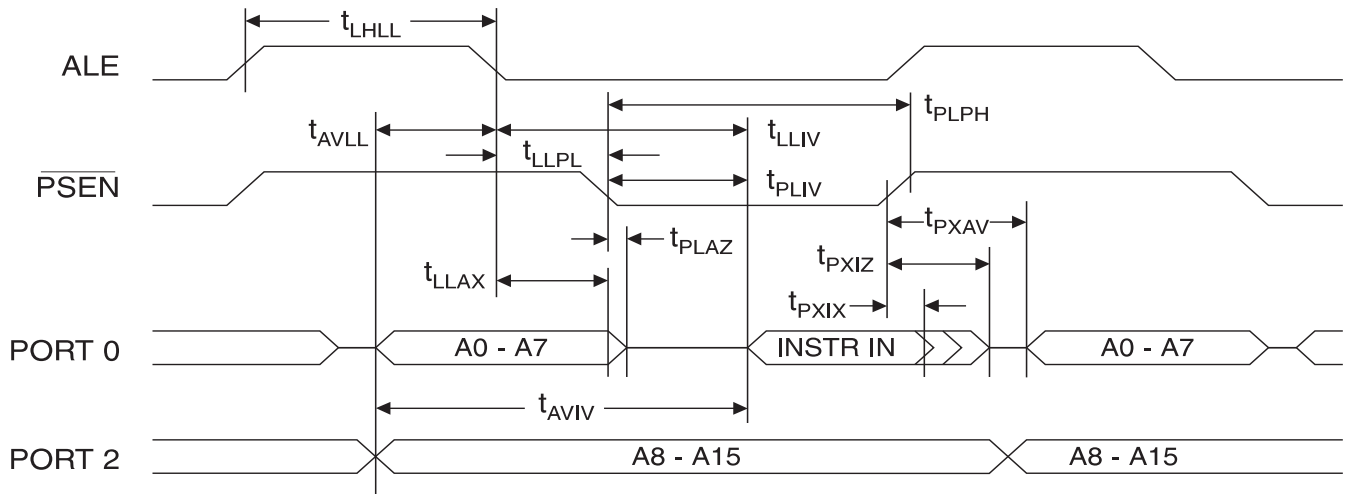 tLHLL
ALE
tPLPH
tAVLL
tLLIV
tLLPL
PSEN
tPLIV
tPXAV
tPLAZ
tPXIZ
tLLAX
tPXIX
PORT 0
A0 - A7
INSTR IN
A0 - A7
tAVIV
PORT 2
A8 - A15
A8 - A15